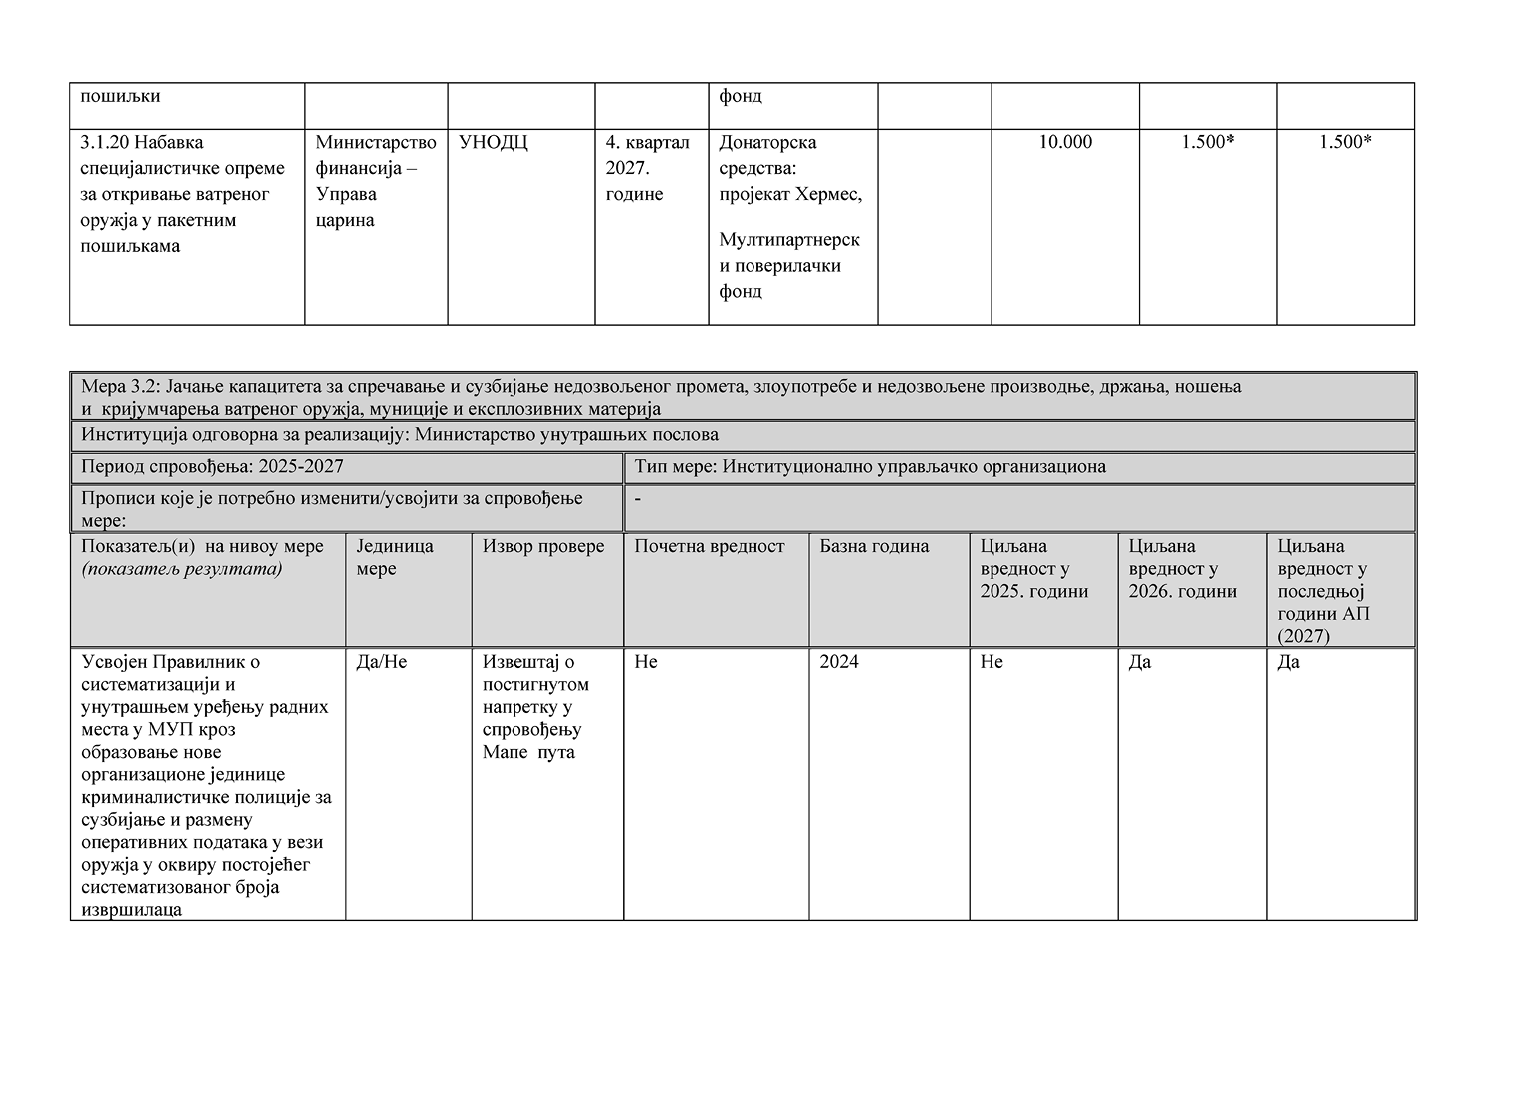 пошиљки
фонд
3.1.20 Набавка
специјалистичке опреме
за откривање ватреног
оружја у пакетним
пошиљкама
Министарство
финансија –
Управа
царина
УНОДЦ
4. квартал
2027.
године
Донаторска
средства:
пројекат Хермес,
Мултипартнерск
и поверилачки
фонд
10.000
1.500*
1.500*
Мера 3.2: Јачање капацитета за спречавање и сузбијање недозвољеног промета, злоупотребе и недозвољене производње, држања, ношења
и кријумчарења ватреног оружја, муниције и експлозивних материја
Институција одговорна за реализацију: Министарство унутрашњих послова
Период спровођења: 2025-2027
Тип мере: Институционално управљачко организациона
Прописи које је потребно изменити/усвојити за спровођење
мере:
-
Показатељ(и) на нивоу мере
(показатељ резултата)
Јединица
мере
Извор провере
Почетна вредност
Базна година
Циљана
вредност у
2025. години
Циљана
вредност у
2026. години
Циљана
вредност у
последњој
години АП
(2027)
Усвојен Правилник о
систематизацији и
унутрашњем уређењу радних
места у МУП кроз
образовање нове
организационе јединице
криминалистичке полиције за
сузбијање и размену
оперативних података у вези
оружја у оквиру постојећег
систематизованог броја
извршилаца
Да/Не
Извештај о
постигнутом
напретку у
спровођењу
Мапе пута
Не
2024
Не
Да
Да